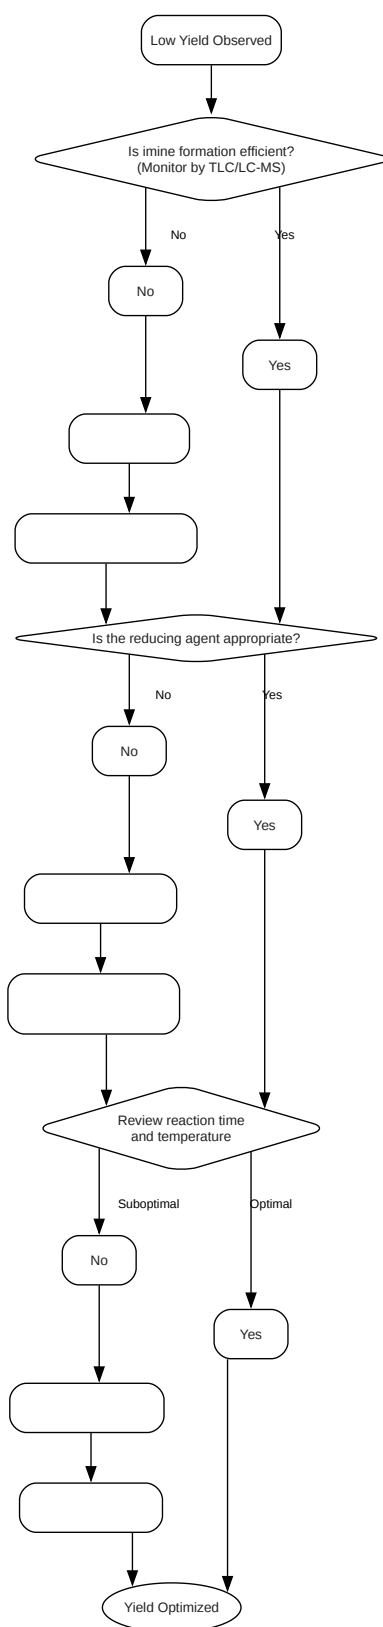 Low Yield Observed
Is imine formation efficient?
(Monitor by TLC/LC-MS)
No
Yes
No
Yes
Is the reducing agent appropriate?
No
Yes
No
Yes
Review reaction time
and temperature
Suboptimal
Optimal
No
Yes
Yield Optimized